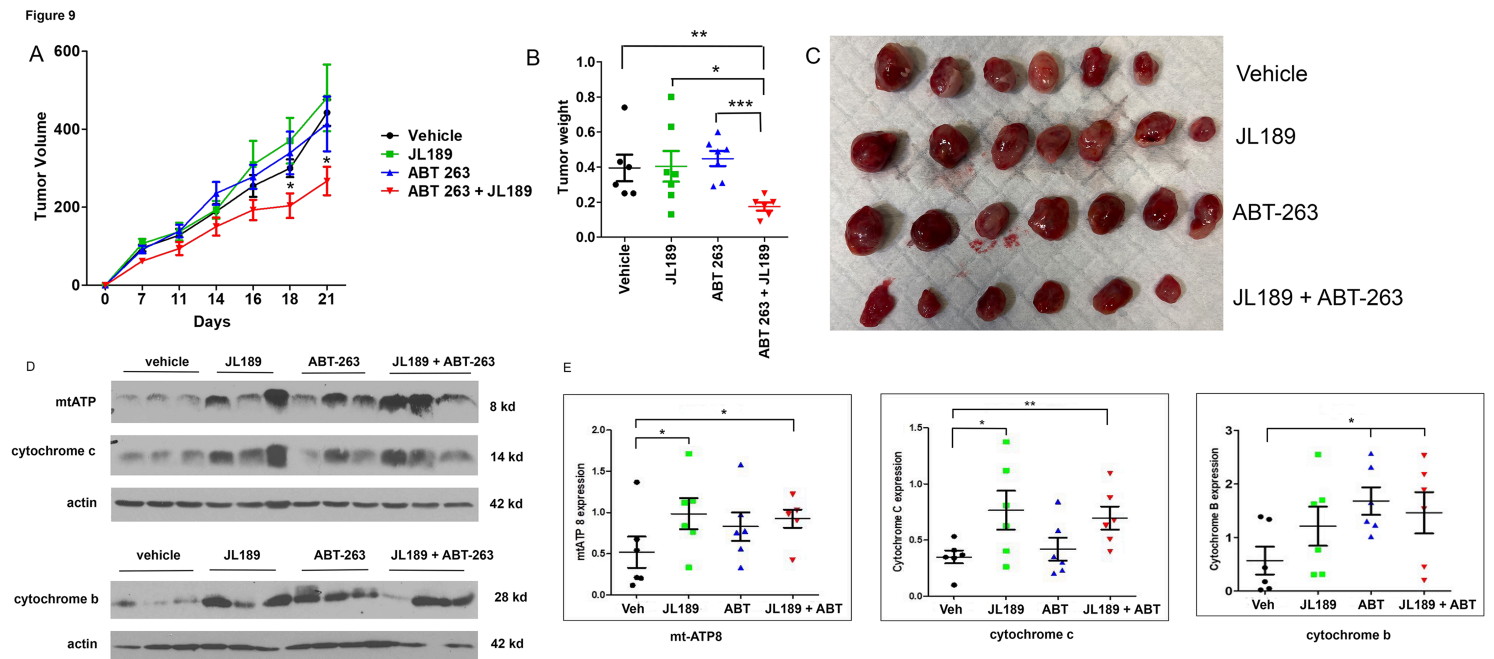 Figure 9
A
600
400
200
0
Tumor Volume
0 7 11 14 16 18 21
Days
*
*
Vehicle
JL189
ABT 263
ABT 263 + JL189
B
**
*
***
1.0
0.8
0.6
0.4
0.2
0.0
Tumor weight
Vehicle
JL189
ABT 263
ABT 263 + JL189
C
Vehicle
JL189
ABT-263
JL189 + ABT-263
D
vehicle JL189 ABT-263 JL189 + ABT-263
mtATP 8 kd
cytochrome c 14 kd
actin 42 kd
vehicle JL189 ABT-263 JL189 + ABT-263
cytochrome b 28 kd
actin 42 kd
E
*
*
2.0
1.5
1.0
0.5
0.0
mtATP 8 expression
Veh JL189 ABT JL189 + ABT
mt-ATP8
**
*
1.5
1.0
0.5
0.0
Cytochrome C expression
Veh JL189 ABT JL189 + ABT
cytochrome c
*
3
2
1
0
Cytochrome B expression
Veh JL189 ABT JL189 + ABT
cytochrome b